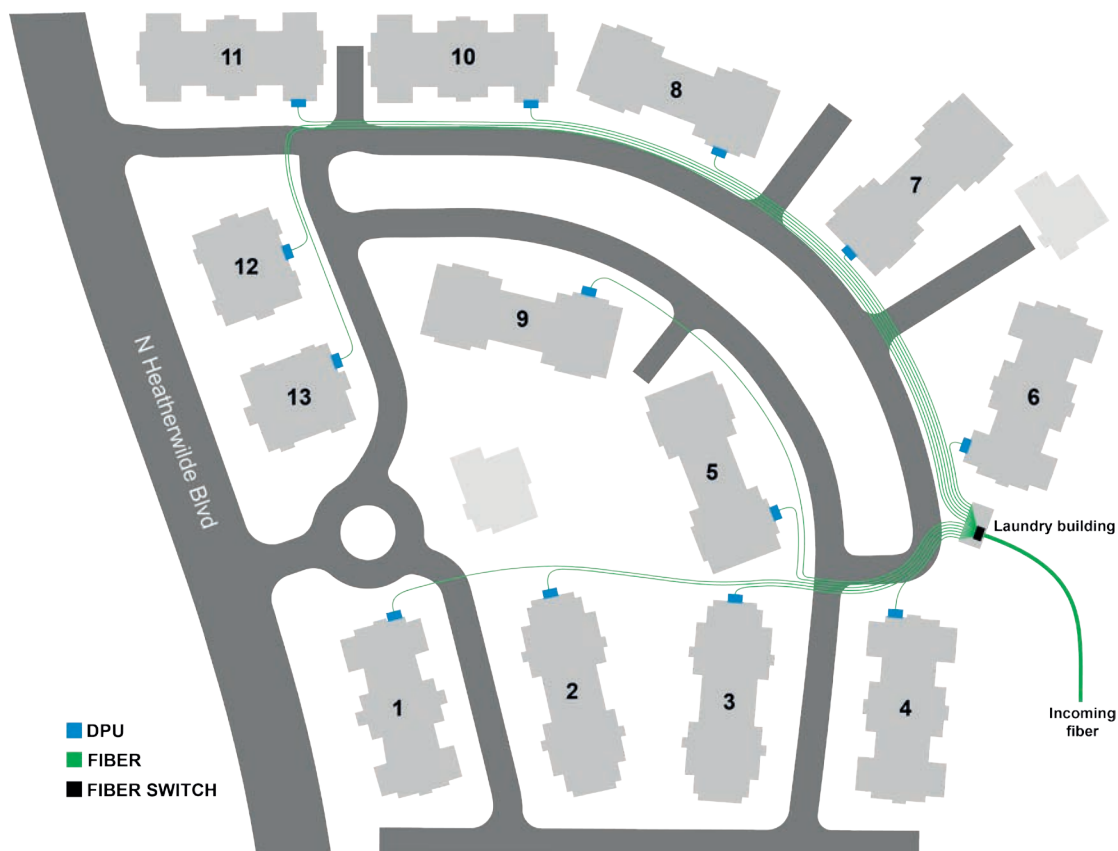 11
10
8
7
12
9
6
13
5
N Heatherwilde Blvd
Laundry building
1
2
3
4
Incoming
fiber
DPU
FIBER
FIBER SWITCH